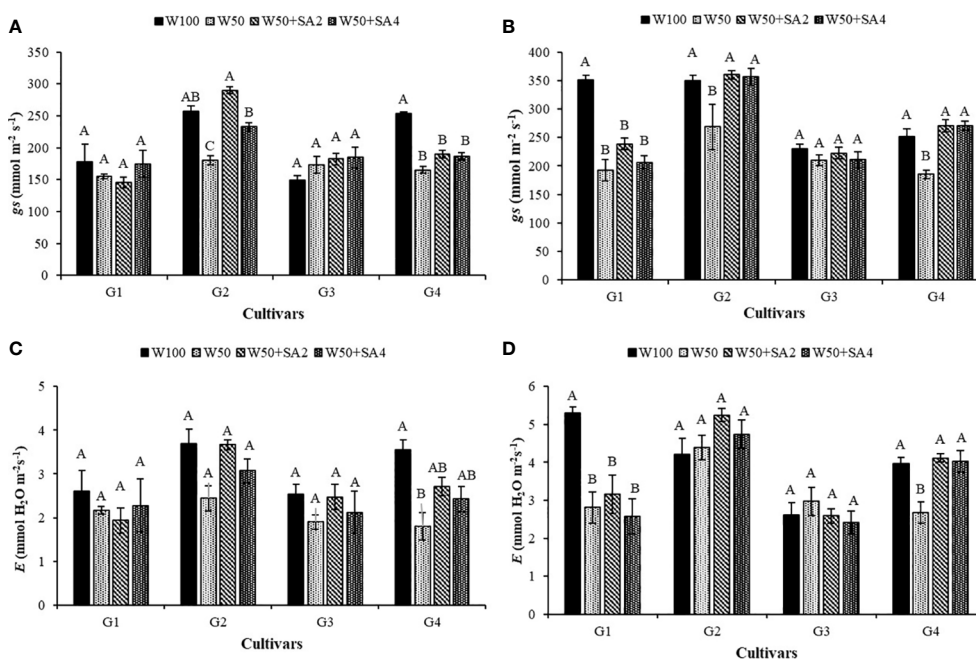 A
W100 W50 W50+SA2 W50+SA4
gs (mmol m⁻² s⁻¹)
350
300
250
200
150
100
50
0
A A A A
AB C A B
A A A A
A B B B
G1 G2 G3 G4
Cultivars
B
W100 W50 W50+SA2 W50+SA4
gs (mmol m⁻² s⁻¹)
400
350
300
250
200
150
100
50
0
A B B B
A B A A
A A A A
A B A A
G1 G2 G3 G4
Cultivars
C
W100 W50 W50+SA2 W50+SA4
E (mmol H₂O m⁻²s⁻¹)
5
4
3
2
1
0
A A A A
A A A A
A A A A
A B AB AB
G1 G2 G3 G4
Cultivars
D
W100 W50 W50+SA2 W50+SA4
E (mmol H₂O m⁻²s⁻¹)
6
5
4
3
2
1
0
A B B B
A A A A
A A A A
A B A A
G1 G2 G3 G4
Cultivars